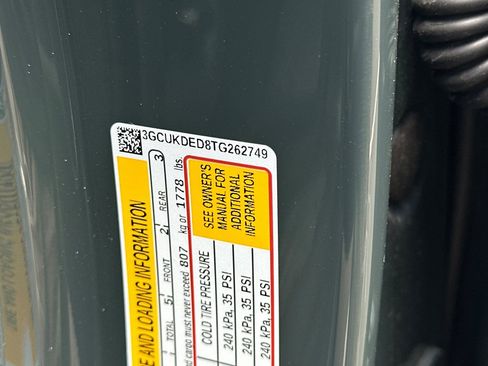 3GCUKDED8TG262749
E AND LOADING INFORMATION
TOTAL 5 FRONT 2 REAR 3
and cargo must never exceed 807 kg or 1778 lbs.
COLD TIRE PRESSURE
240 kPa, 35 PSI
240 kPa, 35 PSI
240 kPa, 35 PSI
SEE OWNER'S
MANUAL FOR
ADDITIONAL
INFORMATION